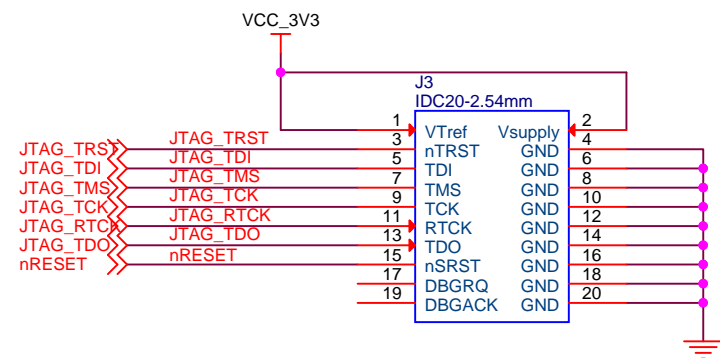 VCC_3V3
J3
IDC20-2.54mm
1 VTref Vsupply 2
JTAG_TRST JTAG_TRST 3 nTRST GND 4
JTAG_TDI JTAG_TDI 5 TDI GND 6
JTAG_TMS JTAG_TMS 7 TMS GND 8
JTAG_TCK JTAG_TCK 9 TCK GND 10
JTAG_RTCK JTAG_RTCK 11 RTCK GND 12
JTAG_TDO JTAG_TDO 13 TDO GND 14
nRESET nRESET 15 nSRST GND 16
17 DBGRQ GND 18
19 DBGACK GND 20